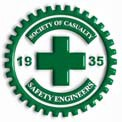 SOCIETY OF CASUALTY
19 35
SAFETY ENGINEERS